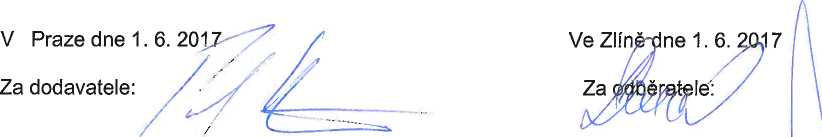 V Praze dne 1. 6. 2017 Ve Zlíně dne 1. 6. 2017
Za dodavatele: Za odběratele: